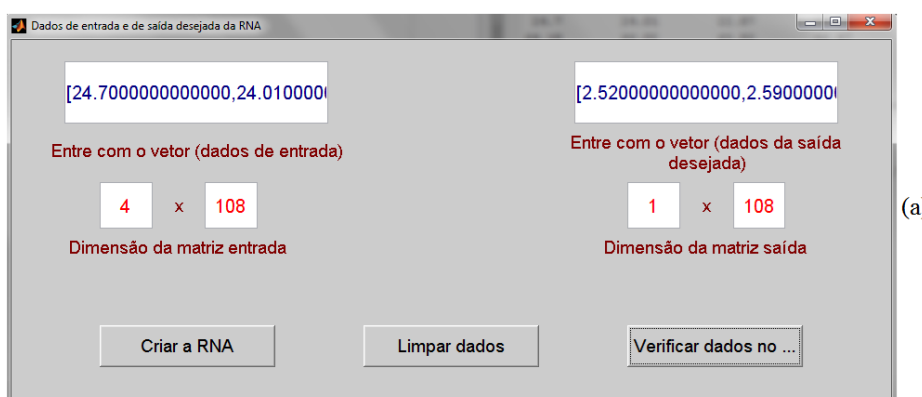 Dados de entrada e de saída desejada da RNA
[24.7000000000000,24.0100000
[2.52000000000000,2.5900000
Entre com o vetor (dados de entrada)
Entre com o vetor (dados da saída
desejada)
4 x 108
1 x 108
(a)
Dimensão da matriz entrada
Dimensão da matriz saída
Criar a RNA
Limpar dados
Verificar dados no ...